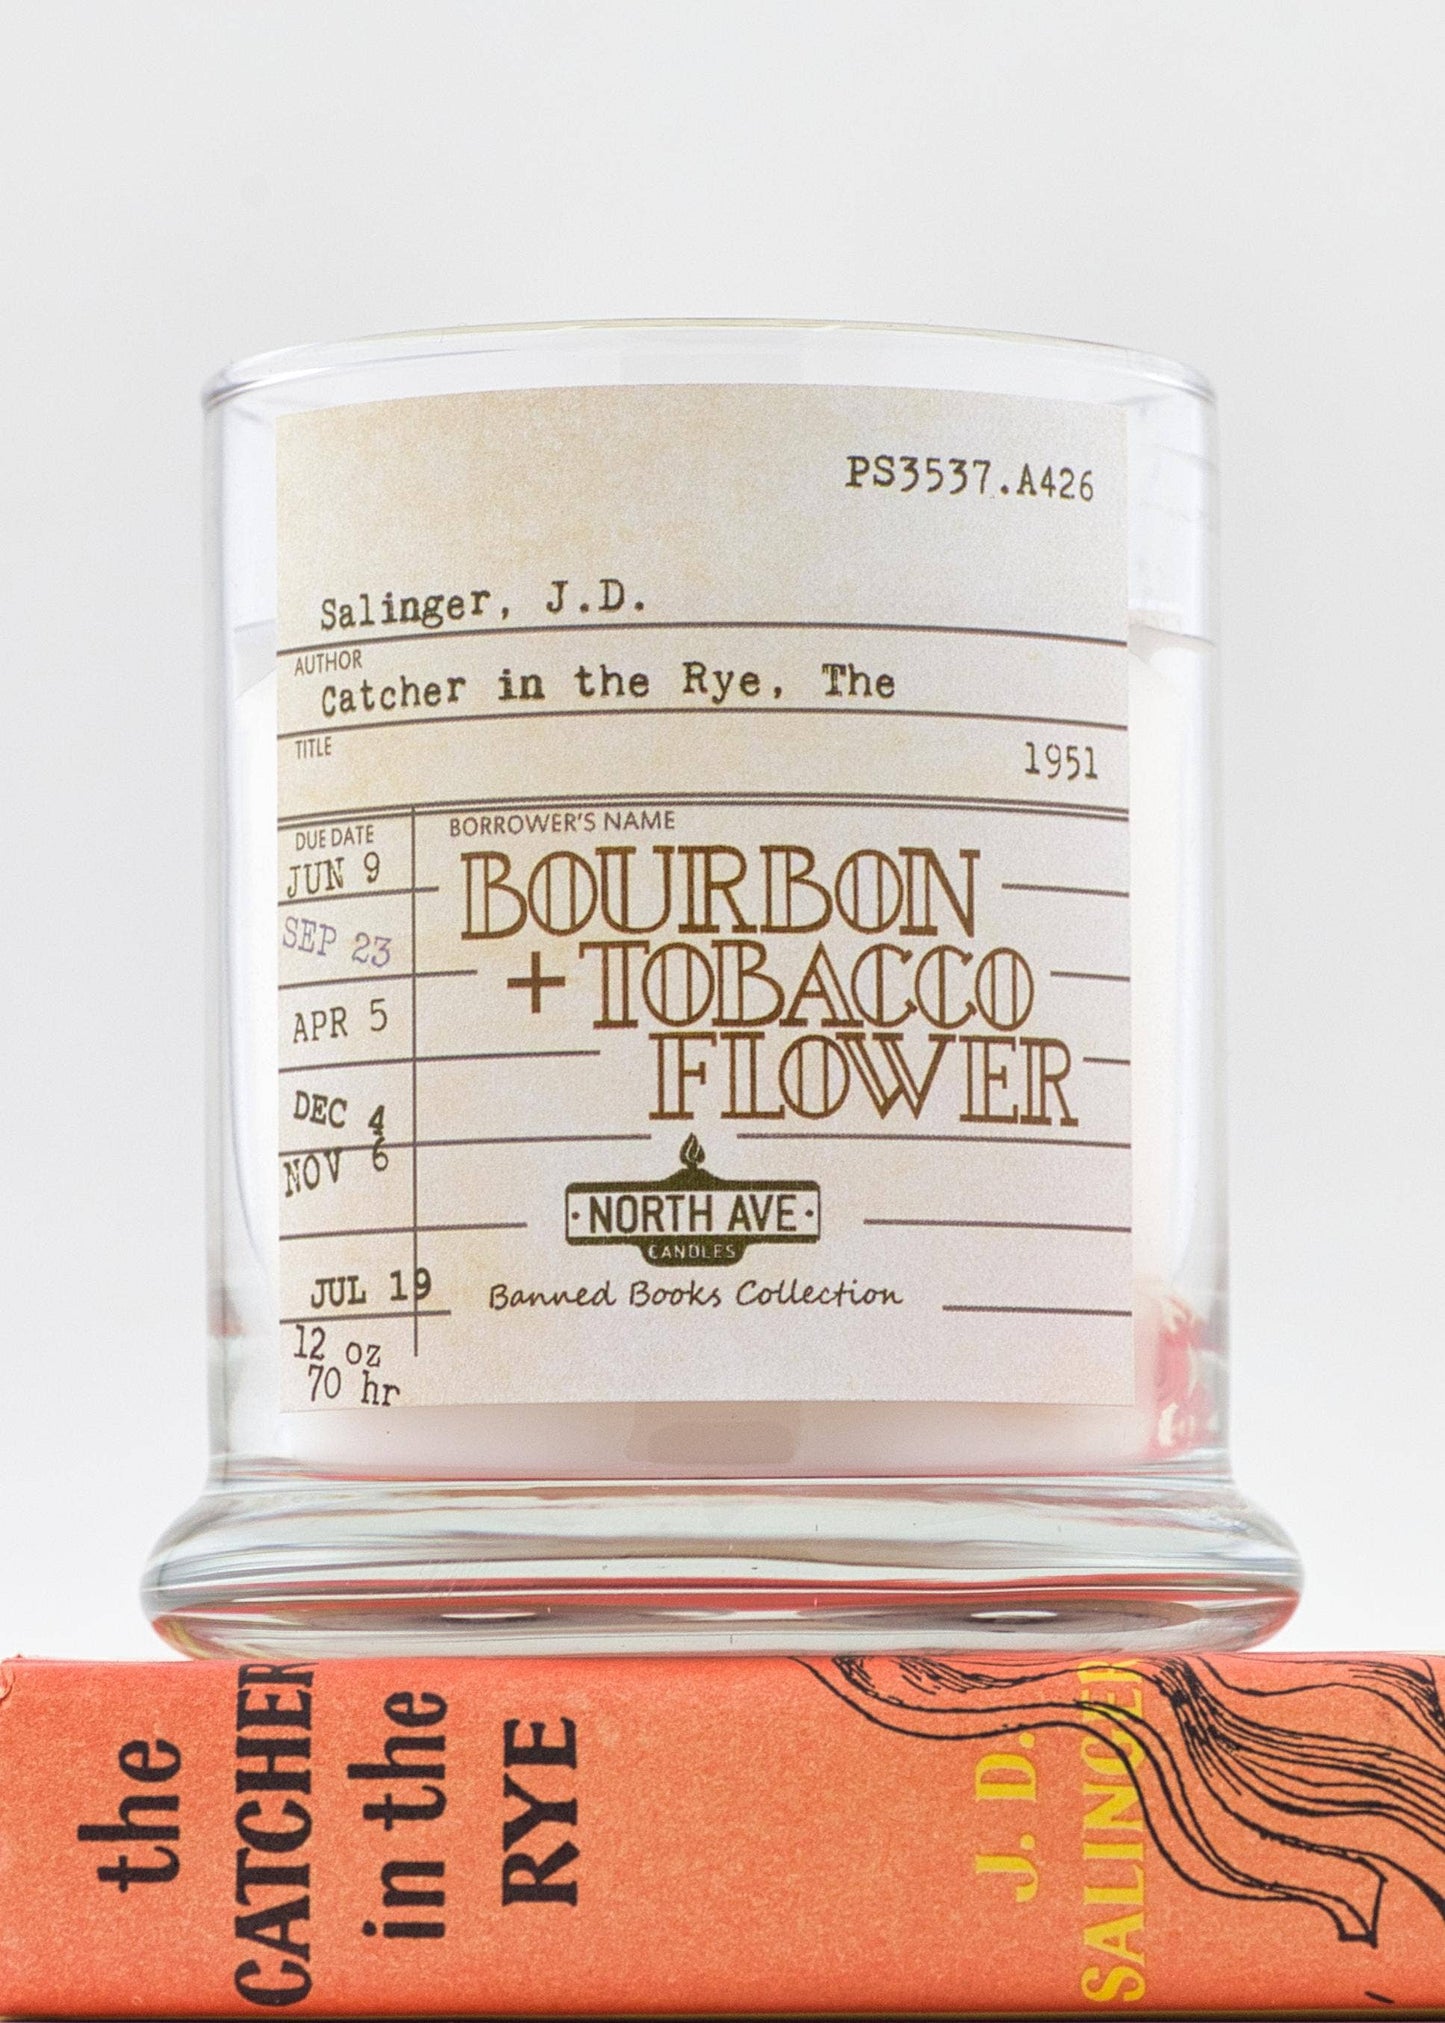 PS3537.A426
Salinger, J.D.
AUTHOR
Catcher in the Rye, The
TITLE
1951
DUE DATE
BORROWER'S NAME
JUN 9
SEP 23
APR 5
DEC 4
NOV 6
JUL 19
12 oz
70 hr
BOURBON
+TOBACCO
FLOWER
NORTH AVE
CANDLES
Banned Books Collection
the
CATCHER
in the
RYE
J. D.
SALINGER